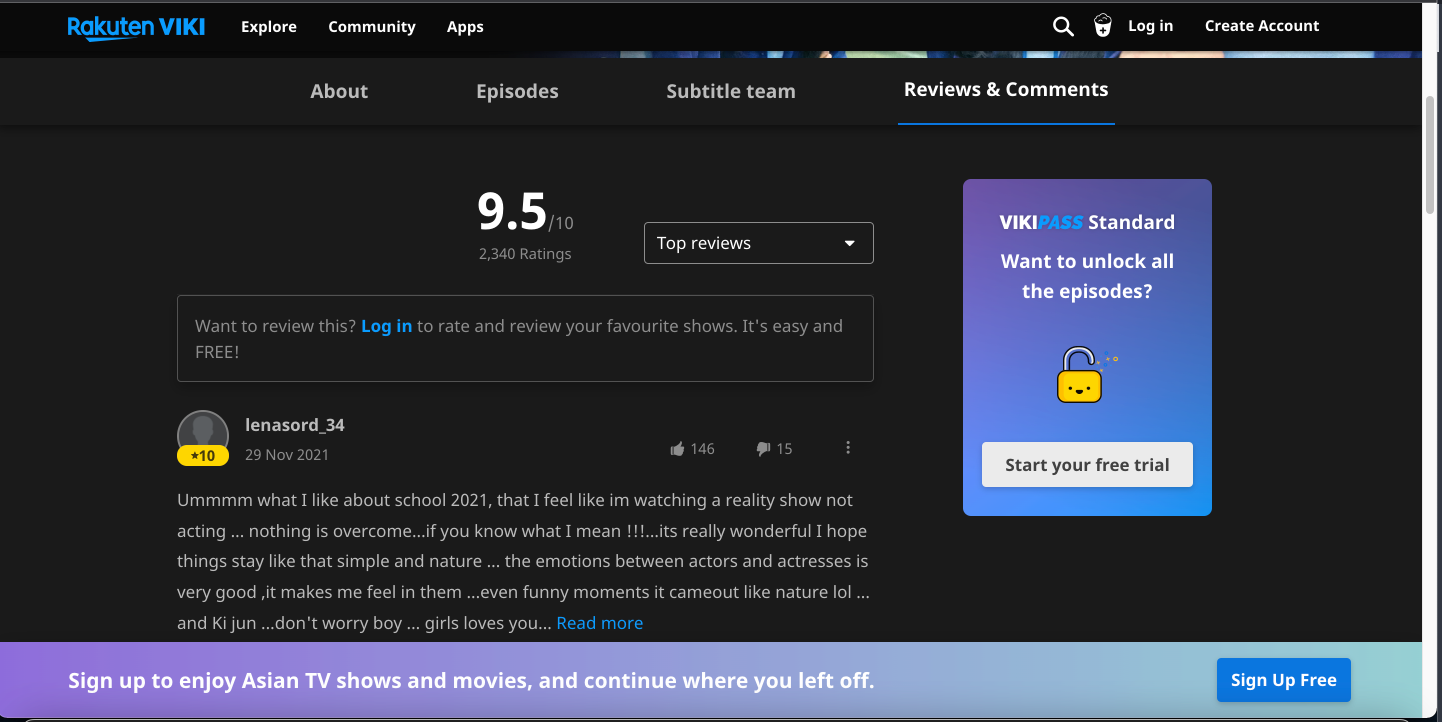 Rakuten VIKI Explore Community Apps Log in Create Account
About Episodes Subtitle team Reviews & Comments
9.5/10
2,340 Ratings
Top reviews
Want to review this? Log in to rate and review your favourite shows. It's easy and
FREE!
lenasord_34
★10
29 Nov 2021
146 15
Ummmm what I like about school 2021, that I feel like im watching a reality show not
acting ... nothing is overcome...if you know what I mean !!!...its really wonderful I hope
things stay like that simple and nature ... the emotions between actors and actresses is
very good ,it makes me feel in them ...even funny moments it cameout like nature lol ...
and Ki jun ...don't worry boy ... girls loves you... Read more
VIKIPASS Standard
Want to unlock all
the episodes?
Start your free trial
Sign up to enjoy Asian TV shows and movies, and continue where you left off.
Sign Up Free